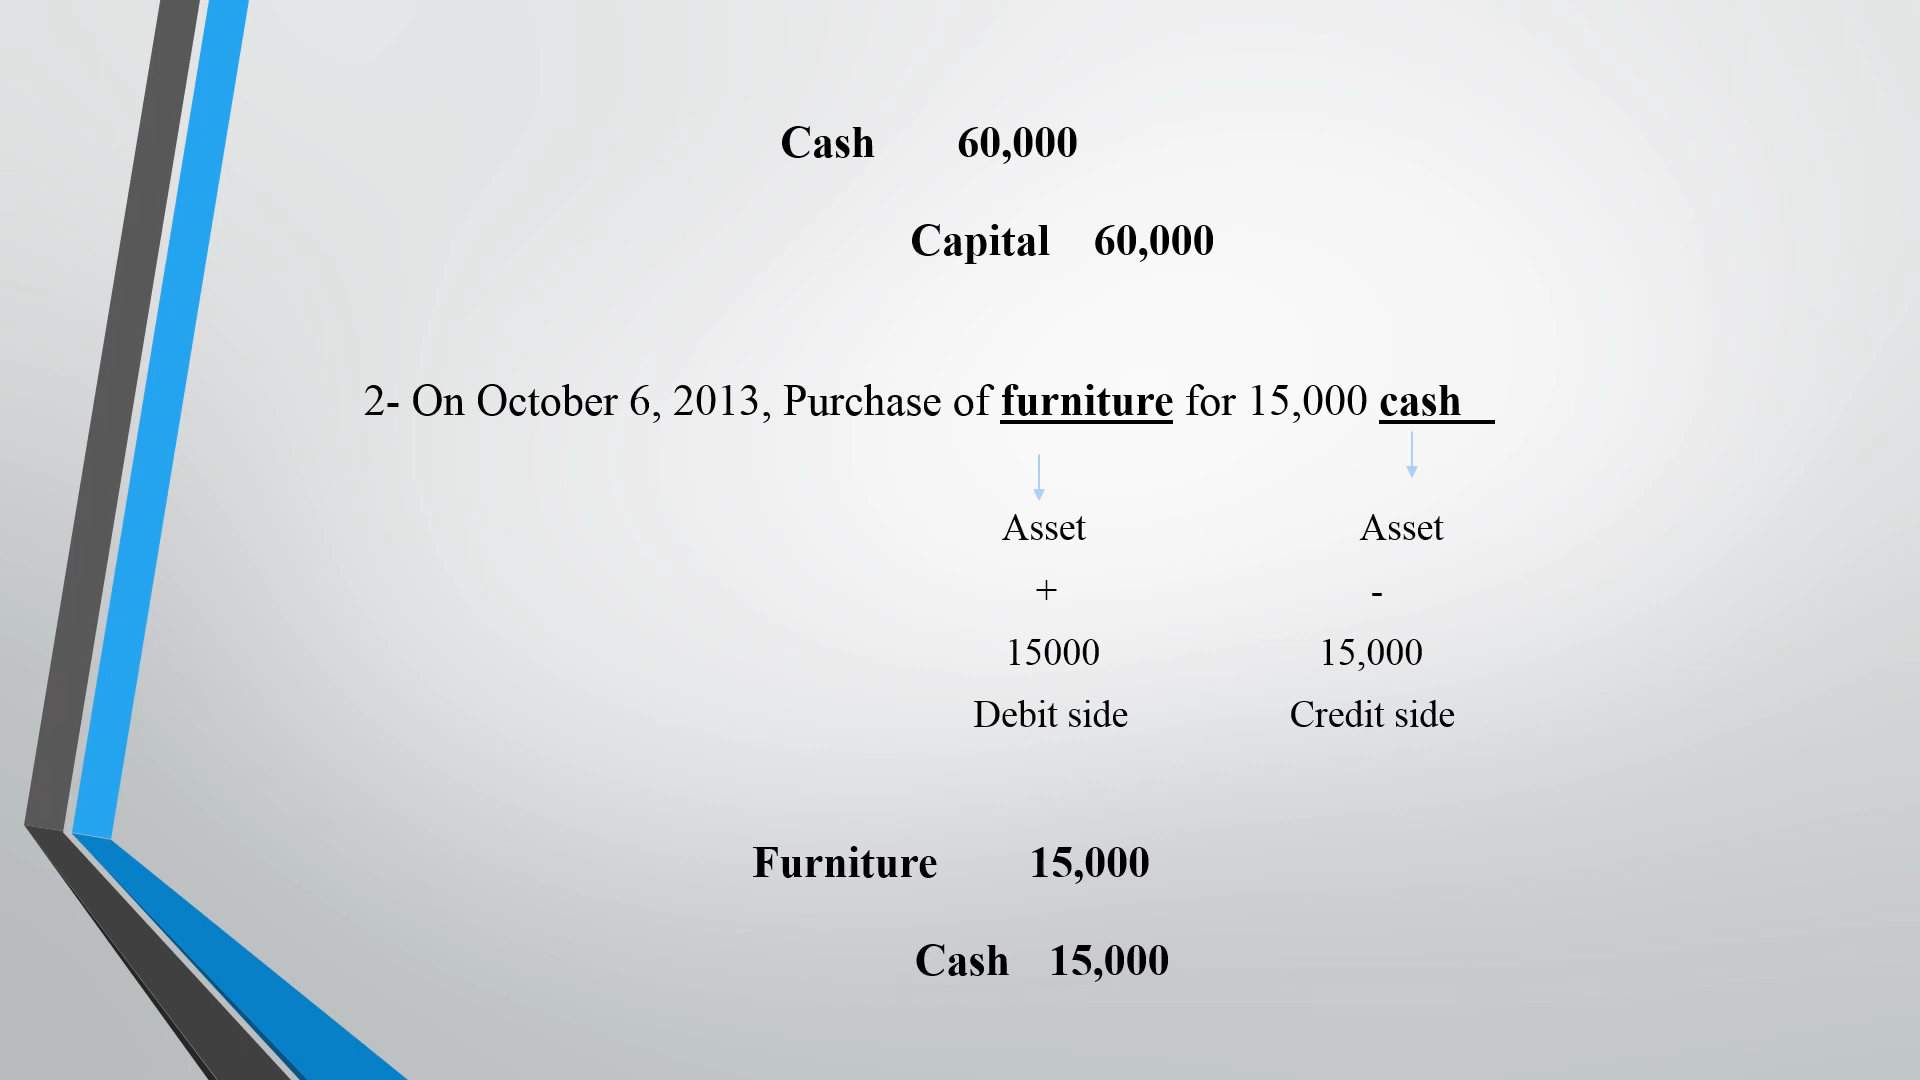 Cash 60,000
Capital 60,000
2- On October 6, 2013, Purchase of furniture for 15,000 cash
Asset Asset
+ -
15000 15,000
Debit side Credit side
Furniture 15,000
Cash 15,000